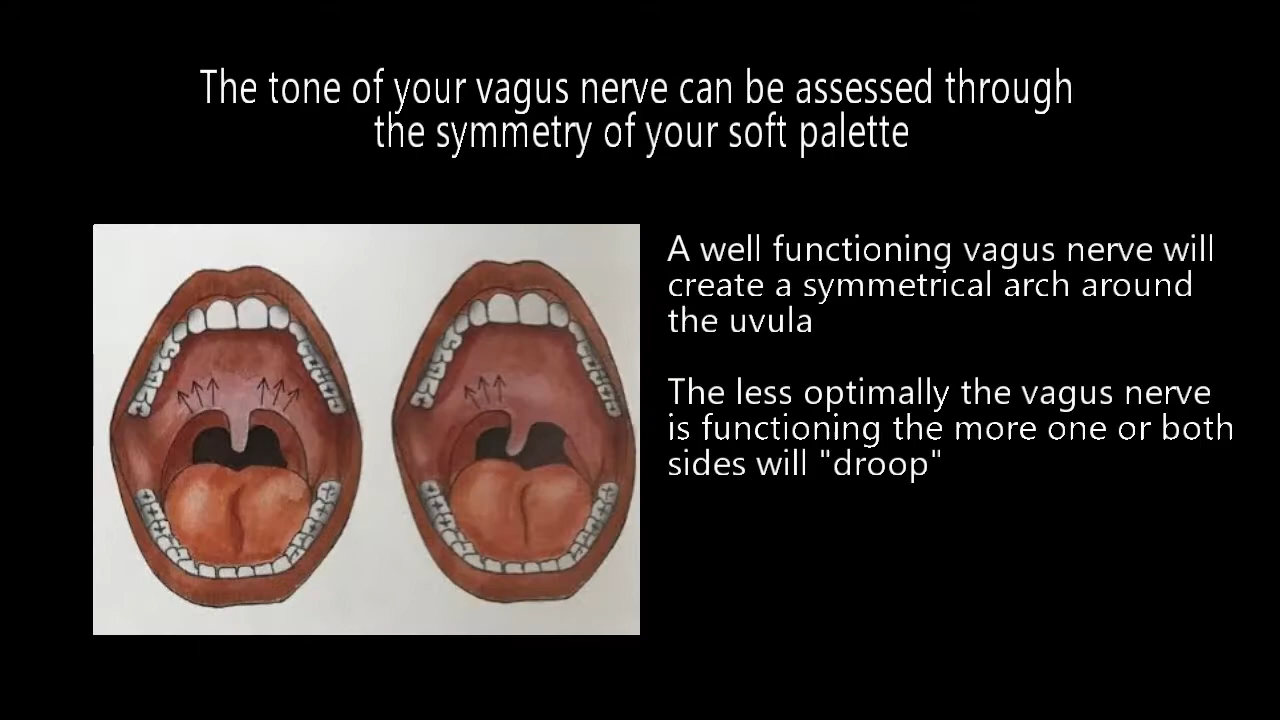 The tone of your vagus nerve can be assessed through
the symmetry of your soft palette
A well functioning vagus nerve will
create a symmetrical arch around
the uvula
The less optimally the vagus nerve
is functioning the more one or both
sides will "droop"